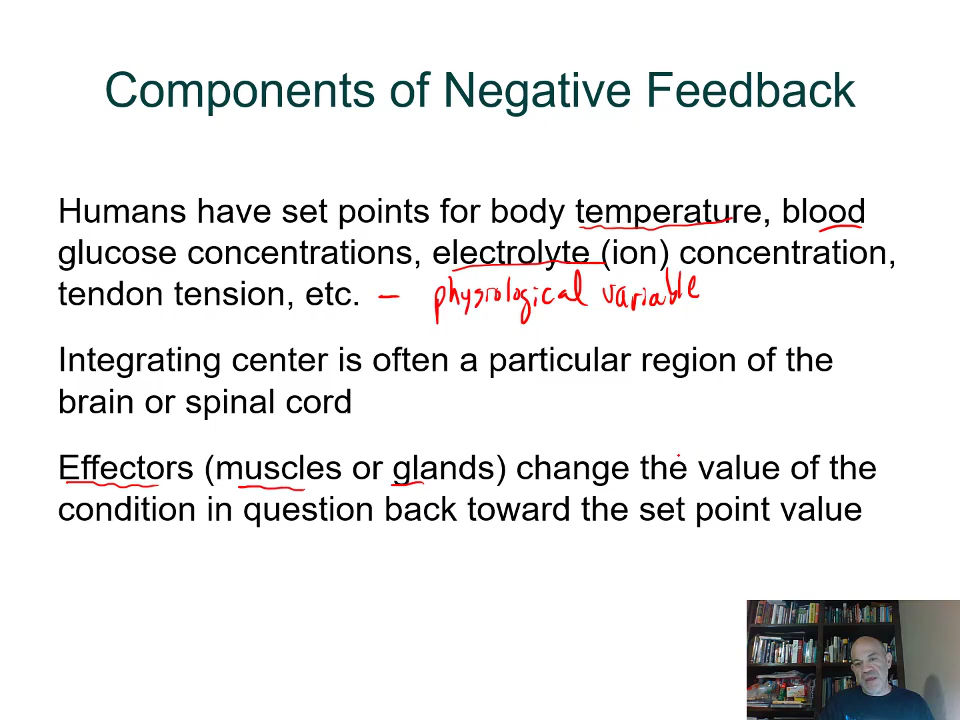 Components of Negative Feedback
Humans have set points for body temperature, blood
glucose concentrations, electrolyte (ion) concentration,
tendon tension, etc. – physiological variable
Integrating center is often a particular region of the
brain or spinal cord
Effectors (muscles or glands) change the value of the
condition in question back toward the set point value